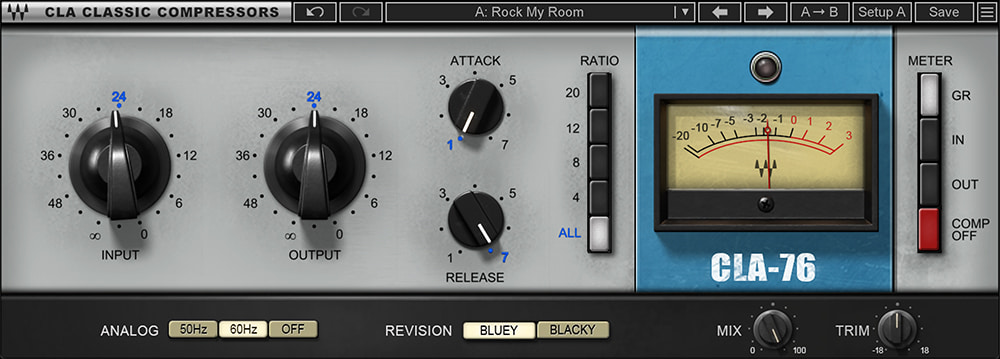 CLA CLASSIC COMPRESSORS
A: Rock My Room
A→B
Setup A
Save
ATTACK
3 5
1 7
RATIO
20
12
8
4
ALL
METER
GR
IN
OUT
COMP
OFF
24
30 18
36 12
48 6
∞ 0
INPUT
24
30 18
36 12
48 6
∞ 0
OUTPUT
3 5
1 7
RELEASE
-20 -10 -7 -5 -3 -2 -1 0 1 2 3
CLA-76
ANALOG 50Hz 60Hz OFF
REVISION BLUEY BLACKY
MIX
0 100
TRIM
-18 18